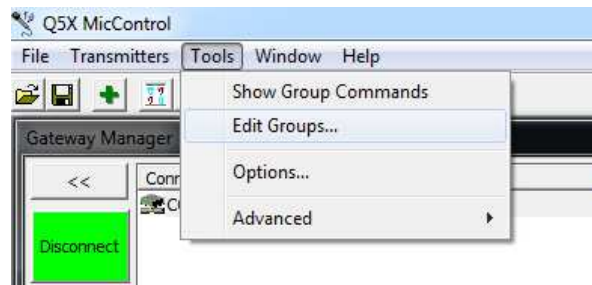 Q5X MicControl
File Transmitters Tools Window Help
Show Group Commands
Edit Groups...
Options...
Advanced
Gateway Manager
<<
Disconnect